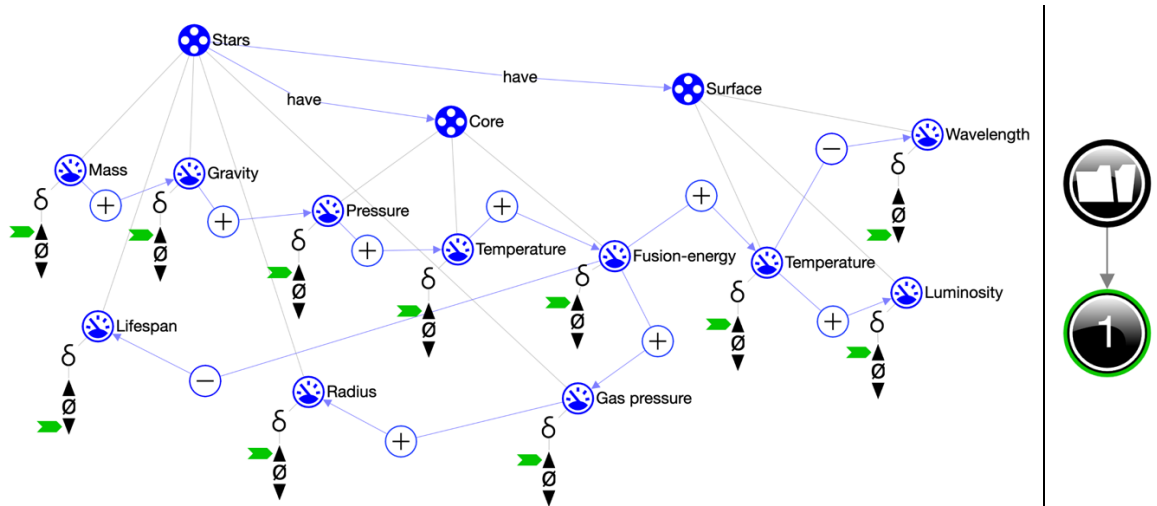 Stars
have
Surface
have
Core
Wavelength
Mass
Gravity
δ
δ
δ
Pressure
Temperature
Fusion-energy
Temperature
Ø
Ø
Ø
δ
δ
δ
δ
Luminosity
Ø
Ø
Ø
Ø
δ
Lifespan
δ
1
Ø
Ø
Radius
Gas pressure
δ
δ
Ø
Ø